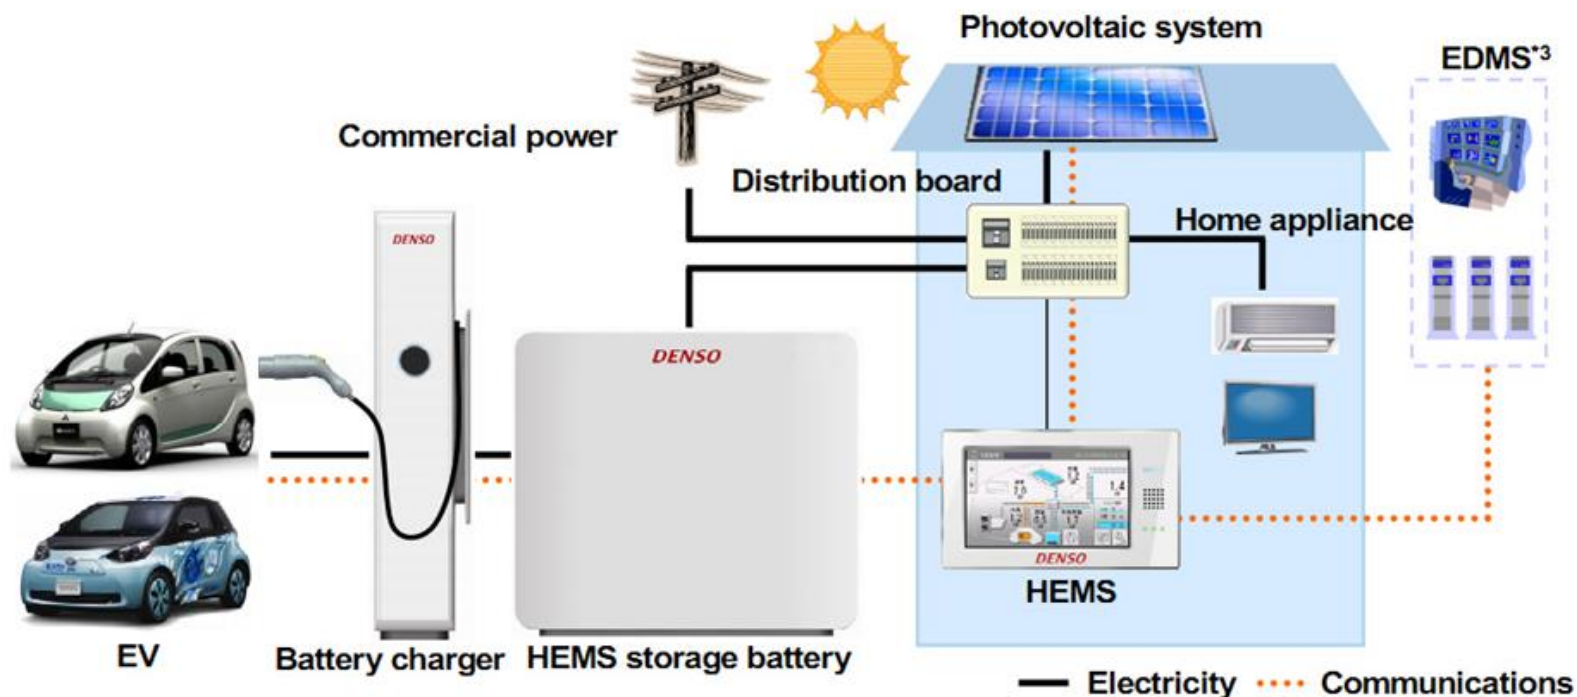 Photovoltaic system
EDMS*3
Commercial power
Distribution board
Home appliance
DENSO
DENSO
DENSO
HEMS
EV
Battery charger
HEMS storage battery
Electricity
Communications